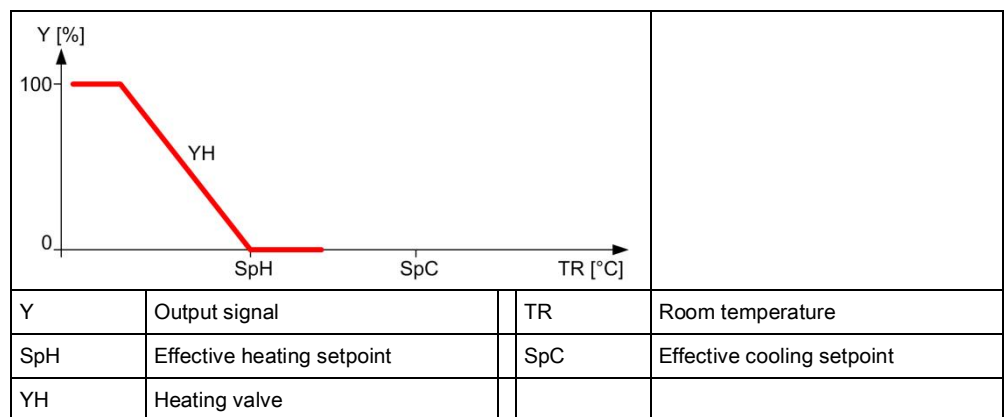 Y [%]
100
YH
0
SpH SpC TR [°C]
Y Output signal TR Room temperature
SpH Effective heating setpoint SpC Effective cooling setpoint
YH Heating valve